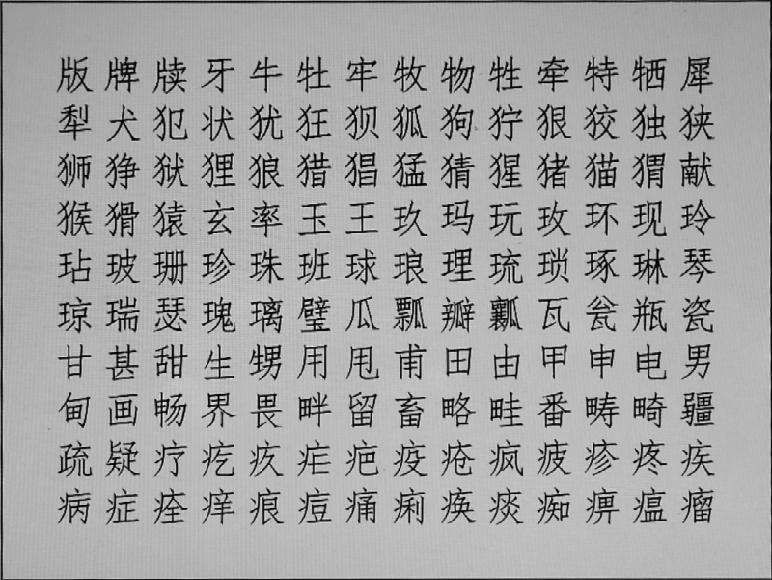 版牌牍牙牛牡牢牧物牲牵特牺犀
犁犬犯状犹狂狈狐狗狞狠狡独狭
狮狰狱狸狼猎猖猛猜猩猪猫猬献
猴猾猿玄率玉王玖玛玩玫环现玲
玷玻珊珍珠班球琅理琉琐琢琳琴
琼瑞瑟瑰璃璧瓜瓢瓣瓤瓦瓮瓶瓷
甘甚甜生甥用甩甫田由甲申电男
甸画畅界畏畔留畜略畦番畴畸疆
疏疑疗疙疚疟疤疫疮疯疲疹疼疾
病症痊痒痕痘痛痢痪痰痴痹瘟瘤